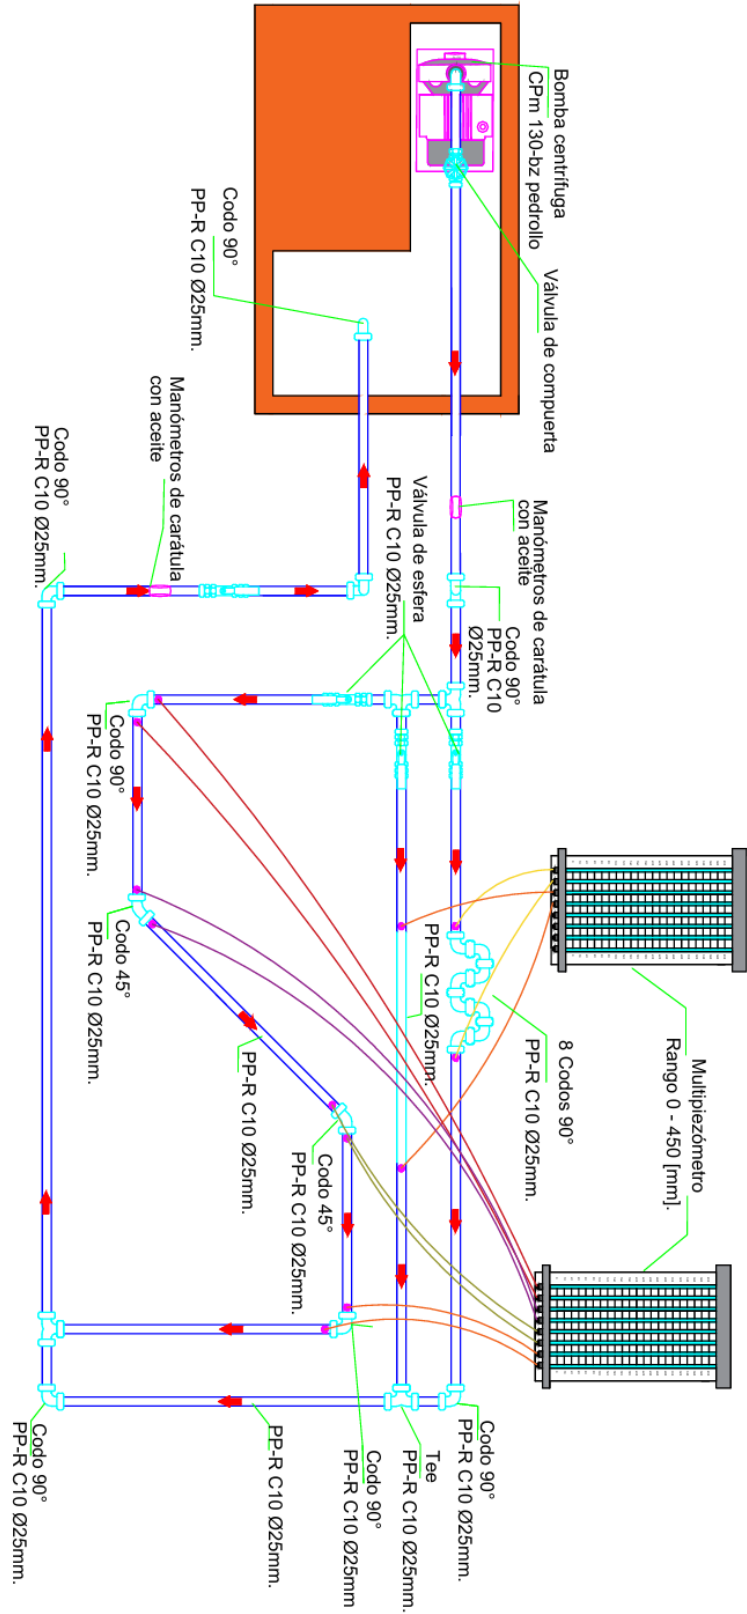 Bomba centrífuga
CPm 130-bz pedrollo
Válvula de compuerta
Codo 90°
PP-R C10 Ø25mm.
Manómetros de carátula
con aceite
Codo 90°
PP-R C10 Ø25mm.
Válvula de esfera
PP-R C10 Ø25mm.
Manómetros de carátula
con aceite
Codo 90°
PP-R C10
Ø25mm.
Codo 90°
PP-R C10 Ø25mm.
Codo 45°
PP-R C10 Ø25mm.
PP-R C10 Ø25mm.
8 Codos 90°
PP-R C10 Ø25mm.
Multipiezómetro
Rango 0 - 450 [mm].
PP-R C10 Ø25mm.
Codo 45°
PP-R C10 Ø25mm.
Codo 90°
PP-R C10 Ø25mm.
PP-R C10 Ø25mm.
Codo 90°
PP-R C10 Ø25mm
Tee
PP-R C10 Ø25mm.
Codo 90°
PP-R C10 Ø25mm.